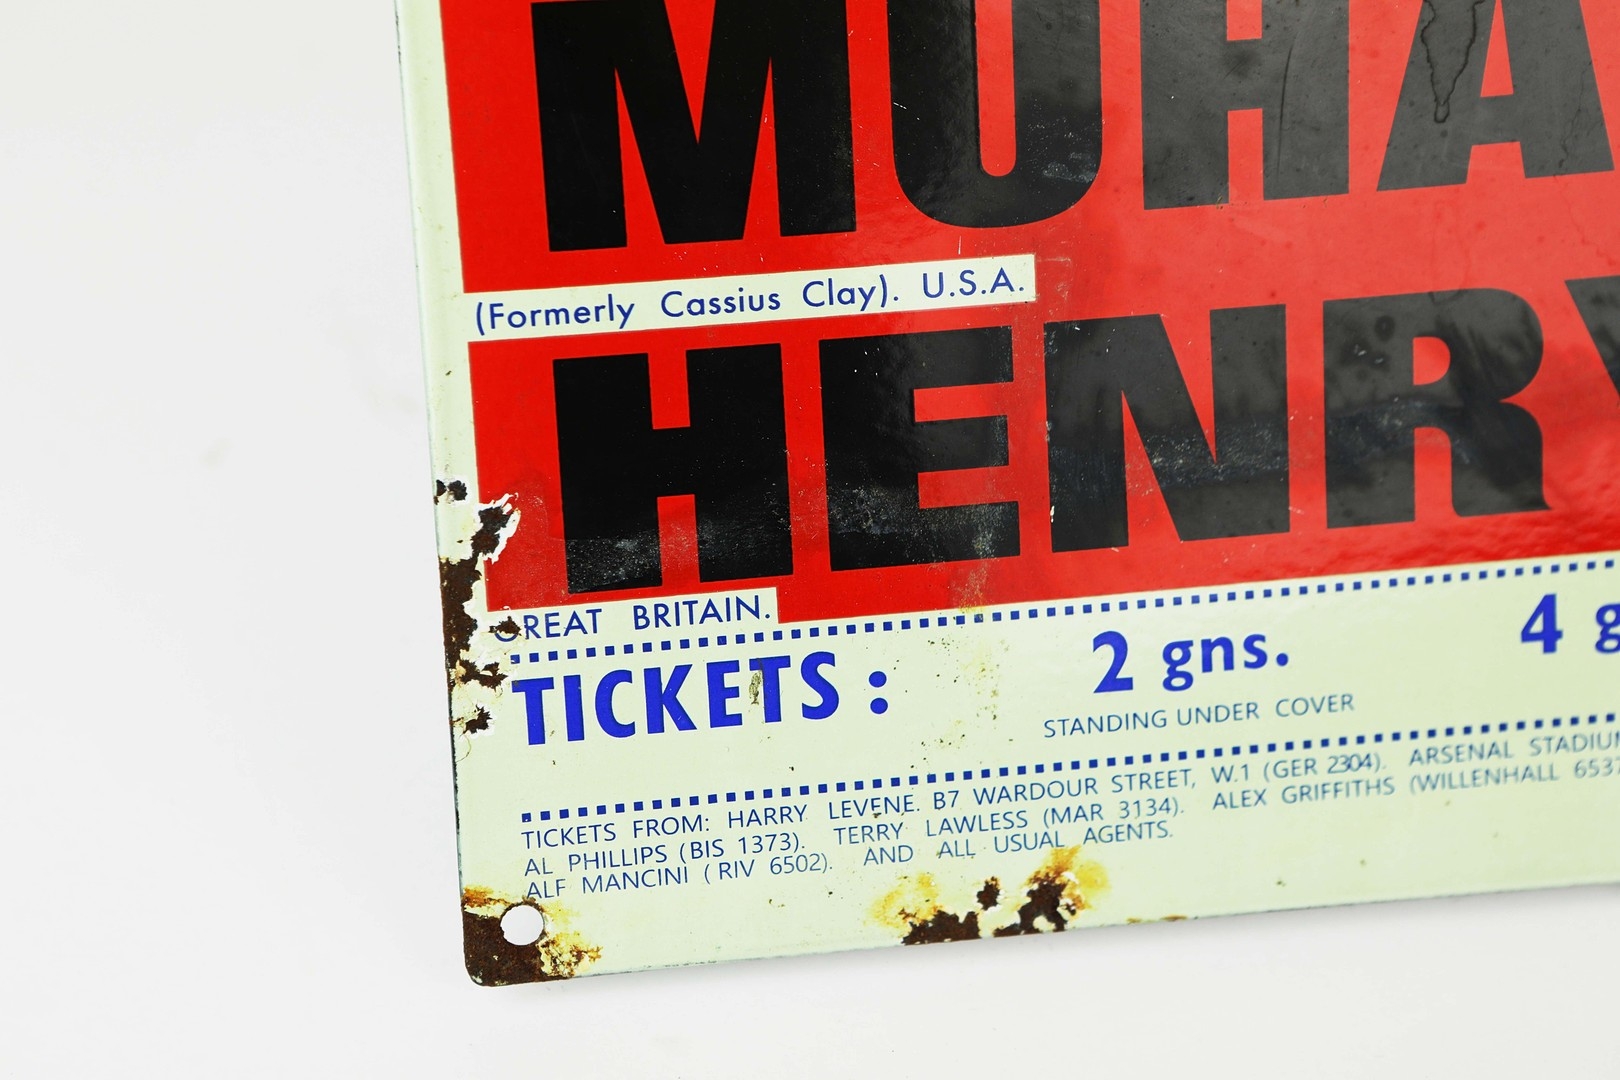 MUHA
(Formerly Cassius Clay). U.S.A.
HENRY
GREAT BRITAIN.
TICKETS : 2 gns. 4 g
STANDING UNDER COVER
TICKETS FROM: HARRY LEVENE. B7 WARDOUR STREET, W.1 (GER 2304). ARSENAL STADIUM
AL PHILLIPS (BIS 1373). TERRY LAWLESS (MAR 3134). ALEX GRIFFITHS (WILLENHALL 6537
ALF MANCINI (RIV 6502). AND ALL USUAL AGENTS.